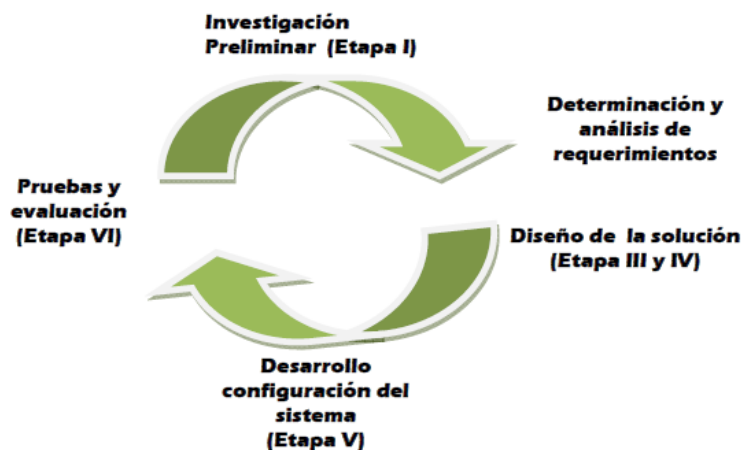 Investigación
Preliminar (Etapa I)
Determinación y
análisis de
requerimientos
Diseño de la solución
(Etapa III y IV)
Desarrollo
configuración del
sistema
(Etapa V)
Pruebas y
evaluación
(Etapa VI)